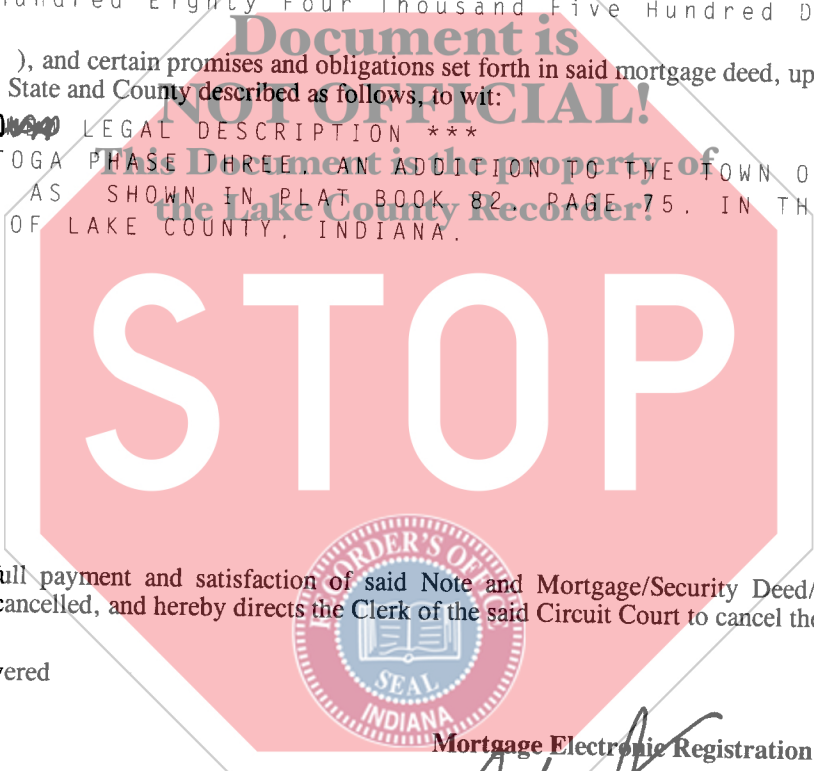 Eighty Four Thousand Five Hundred D
Document is
), and certain promises and obligations set forth in said mortgage deed, up
State and County described as follows, to wit:
NOT OFFICIAL!
LEGAL DESCRIPTION ***
TOGA PHASE THREE, AN ADDITION TO THE TOWN O
This Document is the property of
AS SHOWN IN PLAT BOOK 82, PAGE 75, IN TH
the Lake County Recorder!
OF LAKE COUNTY, INDIANA.
STOP
RECORDER'S OFFICE
ull payment and satisfaction of said Note and Mortgage/Security Deed/
cancelled, and hereby directs the Clerk of the said Circuit Court to cancel the
vered
SEAL
INDIANA
Mortgage Electronic Registration